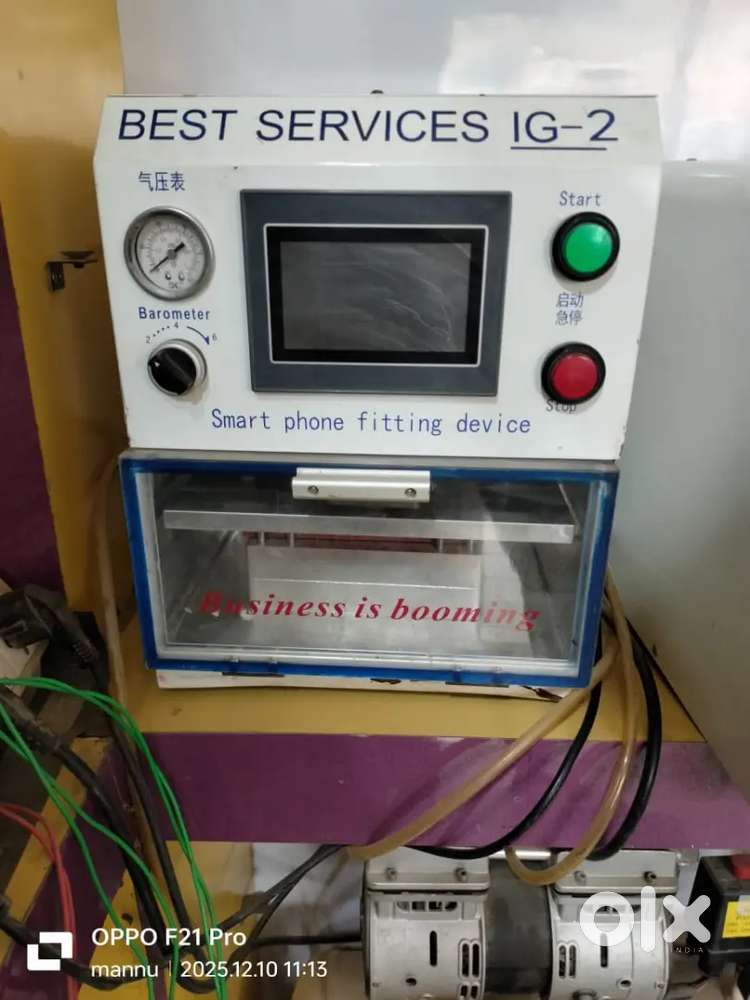 BEST SERVICES IG-2
气压表
Start
Barometer
2 4 6
启动
急停
Stop
Smart phone fitting device
Business is booming
olx
INDIA
OPPO F21 Pro
mannu | 2025.12.10 11:13